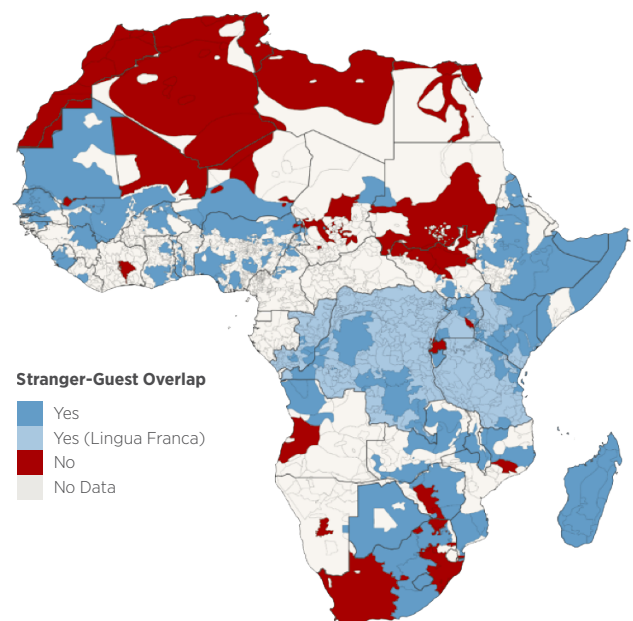 Stranger-Guest Overlap
Yes
Yes (Lingua Franca)
No
No Data